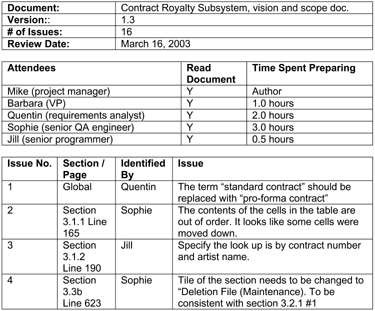 Document: Contract Royalty Subsystem, vision and scope doc.
Version:: 1.3
# of Issues: 16
Review Date: March 16, 2003
Attendees Read Document Time Spent Preparing
Mike (project manager) Y Author
Barbara (VP) Y 1.0 hours
Quentin (requirements analyst) Y 2.0 hours
Sophie (senior QA engineer) Y 3.0 hours
Jill (senior programmer) Y 0.5 hours
Issue No. Section / Page Identified By Issue
1 Global Quentin The term “standard contract” should be
replaced with “pro-forma contract”
2 Section 3.1.1 Line 165 Sophie The contents of the cells in the table are
out of order. It looks like some cells were
moved down.
3 Section 3.1.2 Line 190 Jill Specify the look up is by contract number
and artist name.
4 Section 3.3b Line 623 Sophie Tile of the section needs to be changed to
“Deletion File (Maintenance). To be
consistent with section 3.2.1 #1